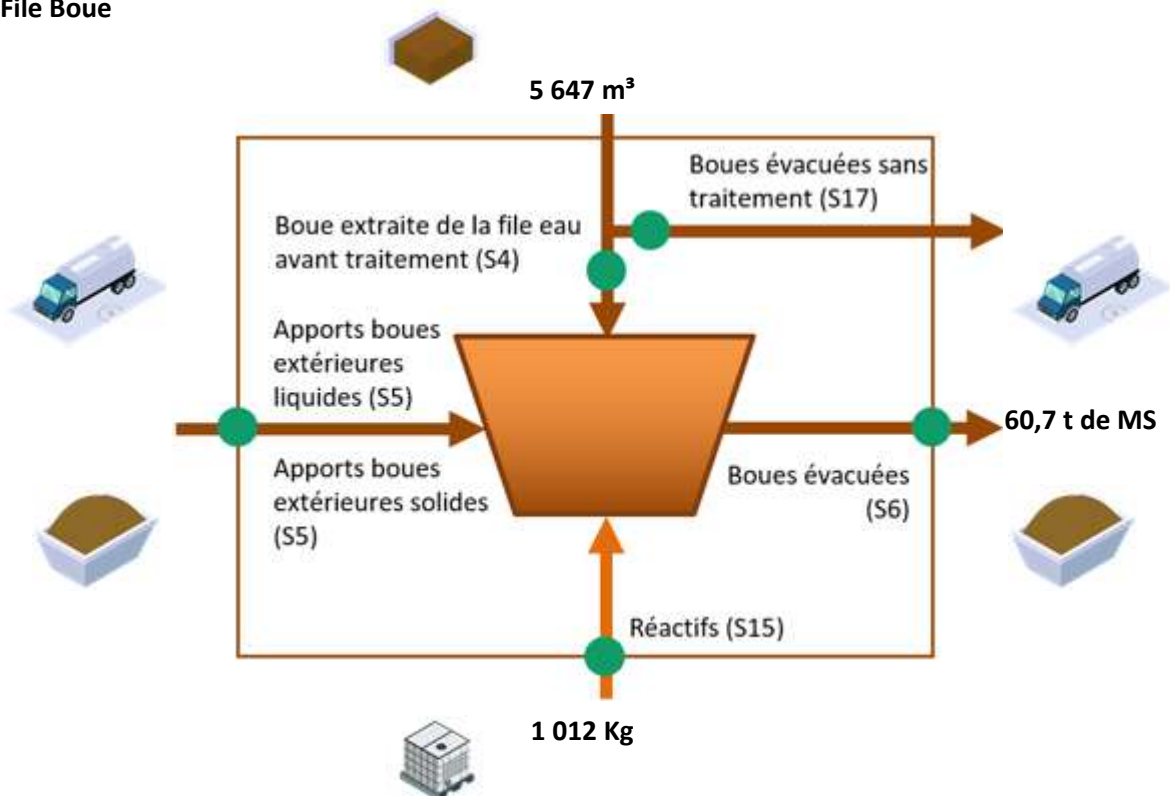 File Boue
5 647 m³
Boues évacuées sans
traitement (S17)
Boue extraite de la file eau
avant traitement (S4)
Apports boues
extérieures
liquides (S5)
60,7 t de MS
Apports boues
extérieures solides
(S5)
Boues évacuées
(S6)
Réactifs (S15)
1 012 Kg